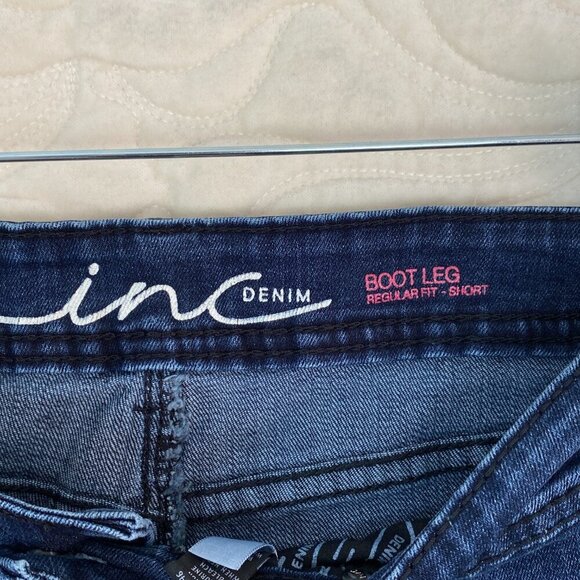 inc DENIM
BOOT LEG
REGULAR FIT - SHORT